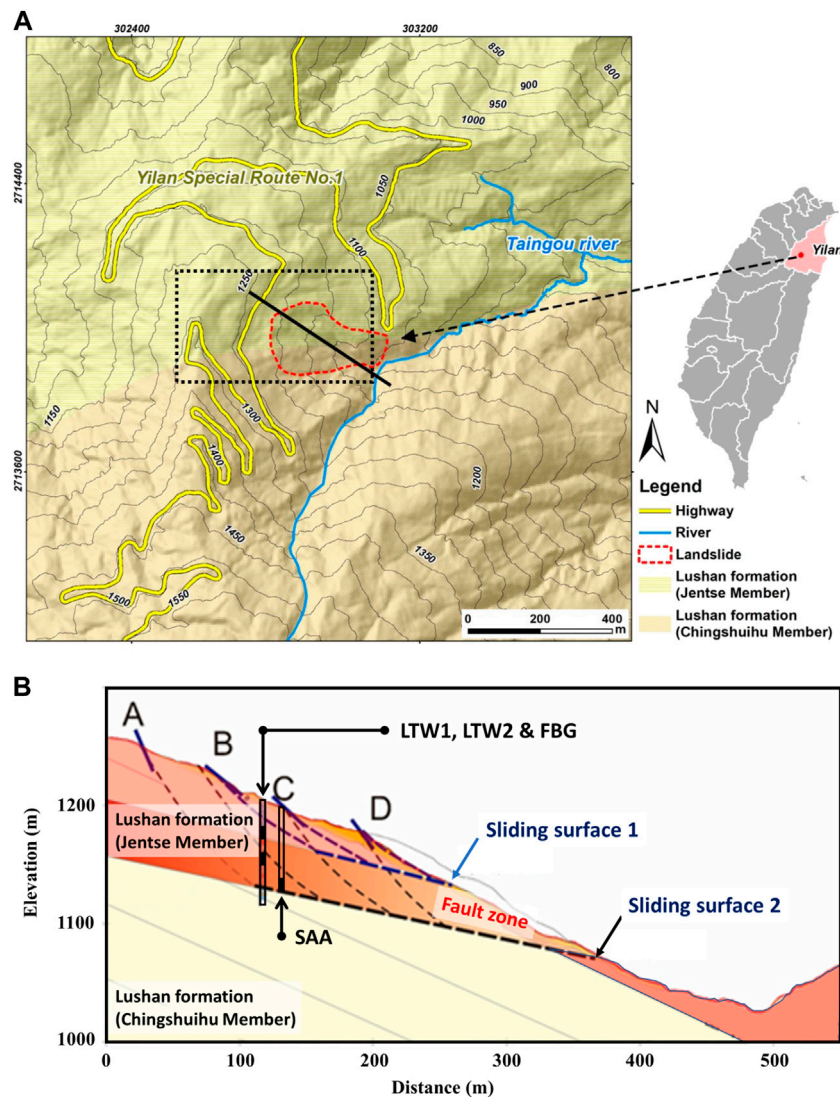 A
302400
303200
850
800
900
950
1000
2714400
Yilan Special Route No.1
1050
1100
Taingou river
Yilan
1250
1150
1300
1400
2713600
1200
1450
1350
1500
1550
N
Legend
Highway
River
Landslide
Lushan formation
(Jentse Member)
Lushan formation
(Chingshuihu Member)
0 200 400
m
B
A
B
C
D
LTW1, LTW2 & FBG
1200
Lushan formation
(Jentse Member)
Sliding surface 1
Elevation (m)
1100
Fault zone
Sliding surface 2
SAA
Lushan formation
(Chingshuihu Member)
1000
0 100 200 300 400 500
Distance (m)